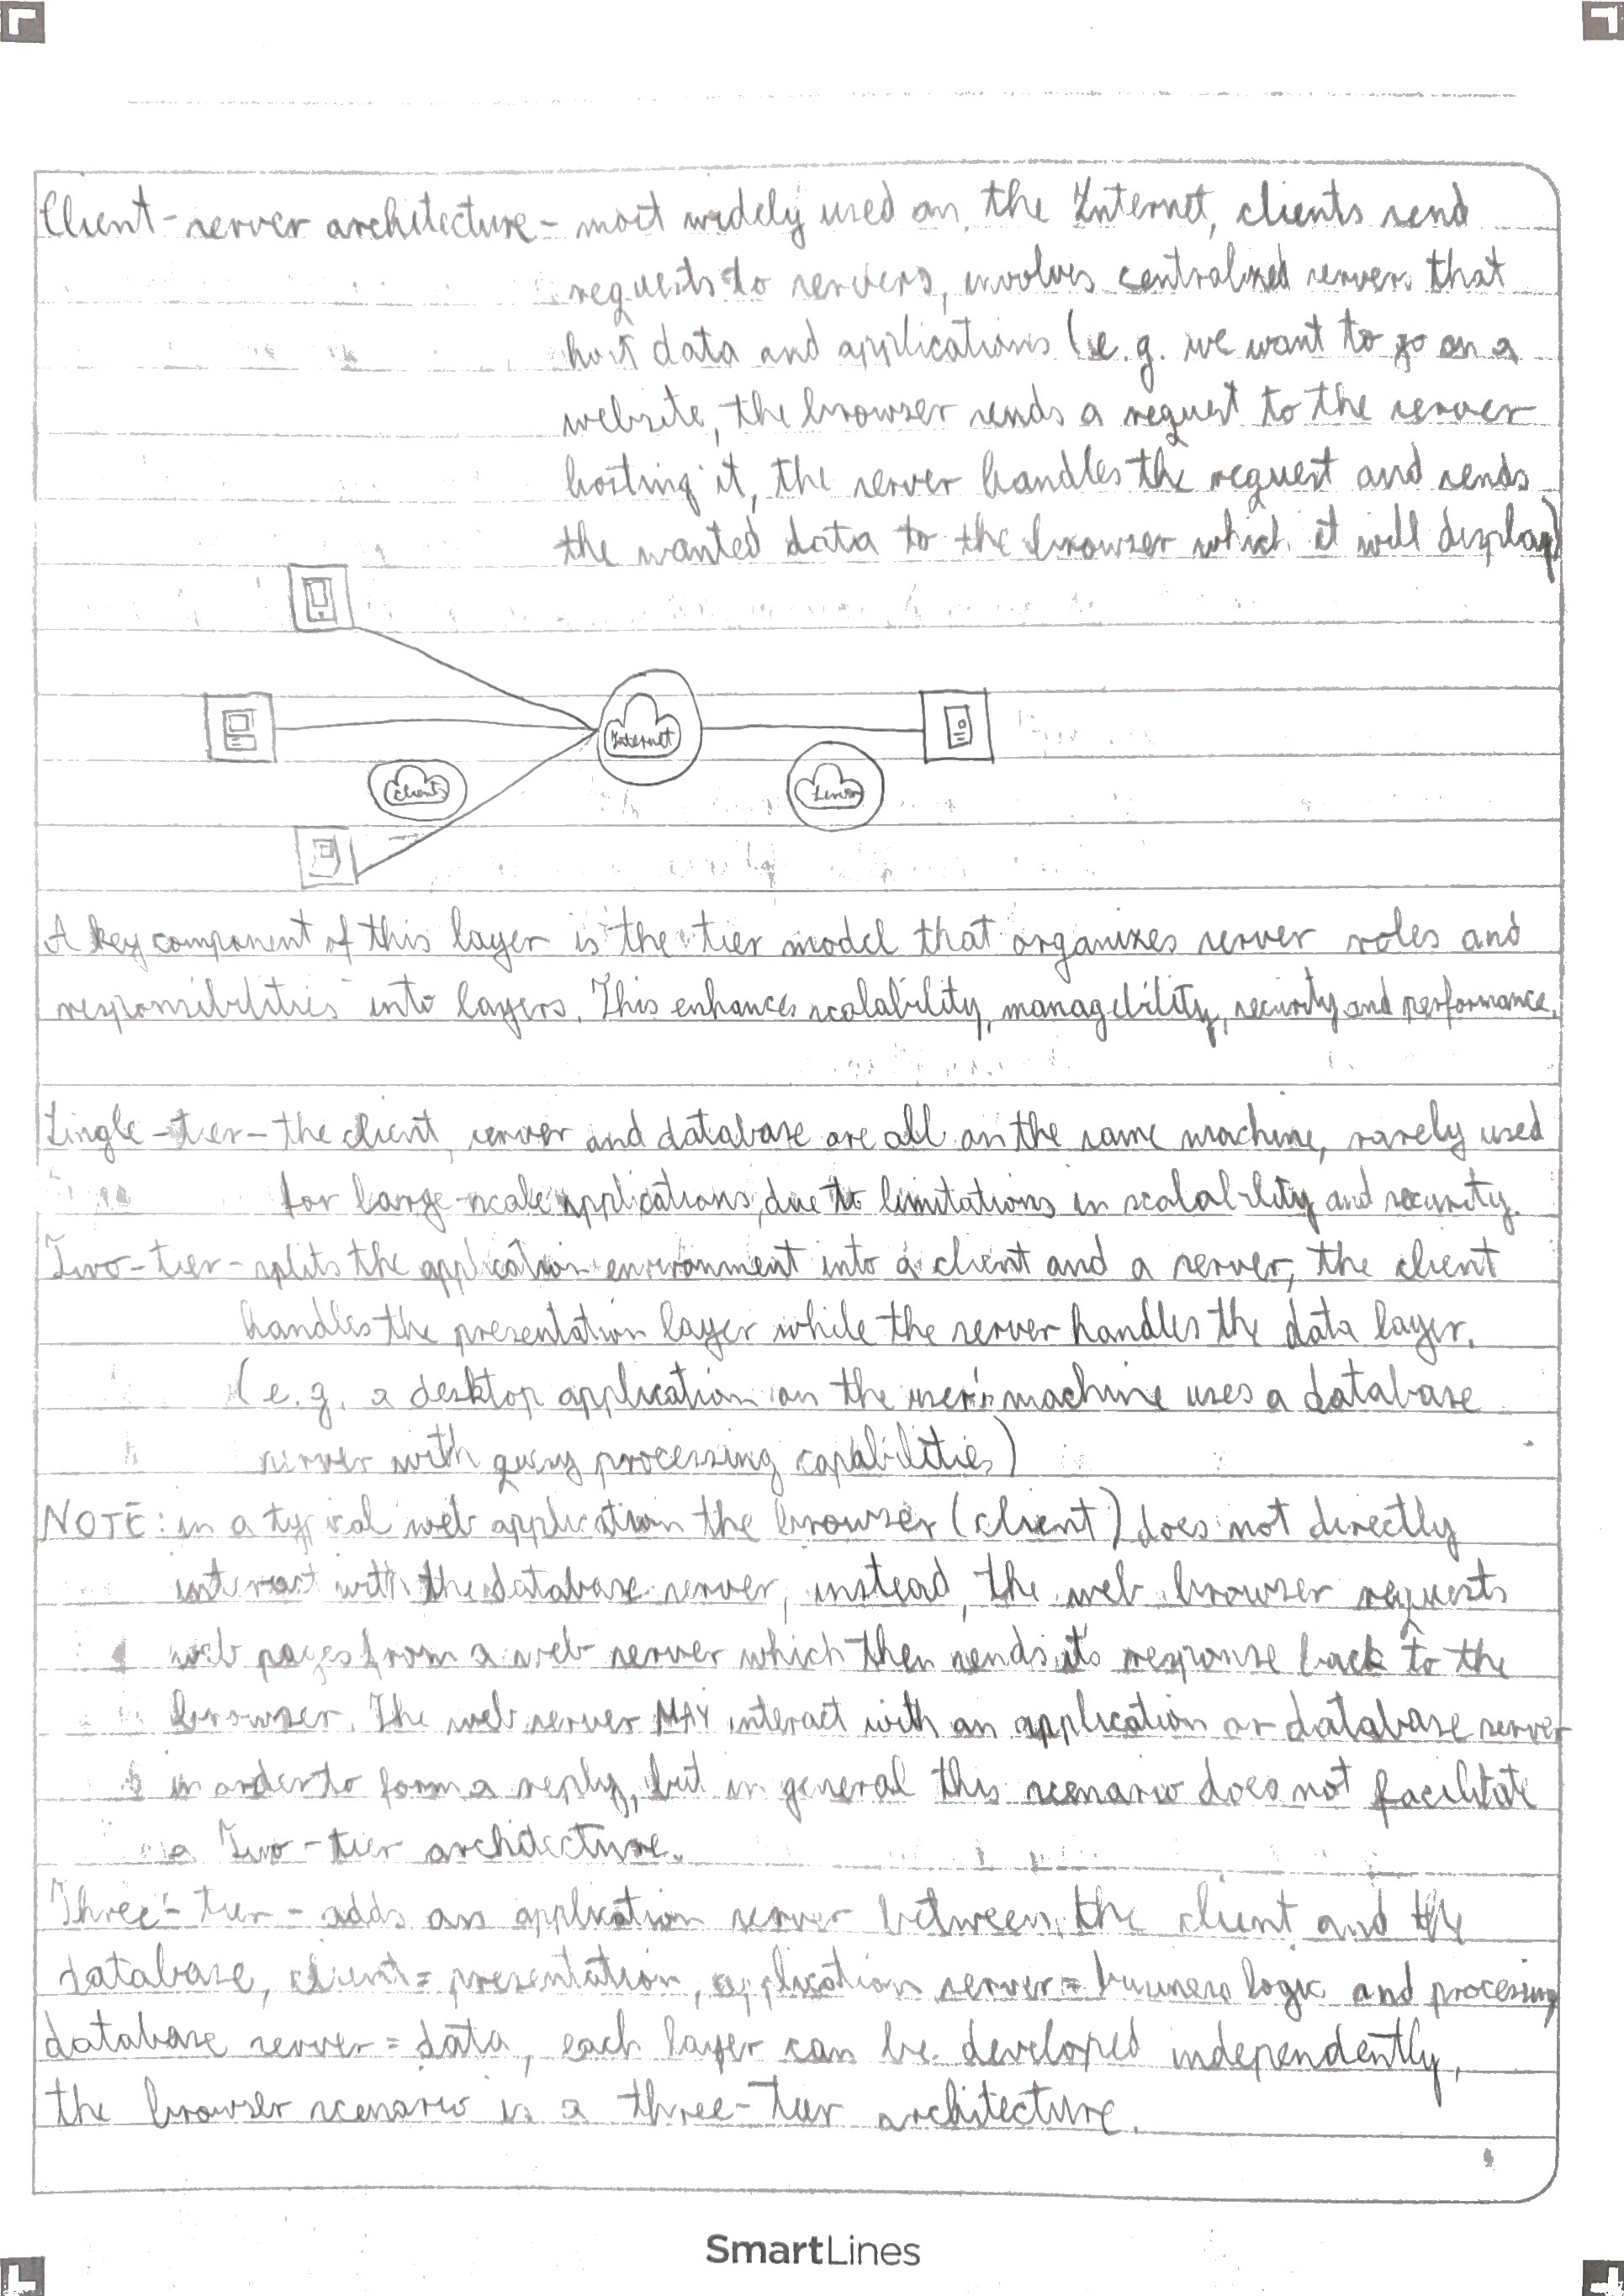 Client-server architecture - most widely used on the Internet, clients send
requests to servers, involves centralized servers that
host data and applications (e.g. we want to go on a
website, the browser sends a request to the server
hosting it, the server handles the request and sends
the wanted data to the browser which it will display)
Internet
Clients
Server
A key component of this layer is the tier model that organizes server roles and
responsibilities into layers. This enhances scalability, managebility, security and performance.
Single-tier - the client, server and database are all on the same machine, rarely used
for large-scale applications, due to limitations in scalability and security.
Two-tier - splits the application environment into a client and a server, the client
handles the presentation layer while the server handles the data layer.
(e.g. a desktop application on the user's machine uses a database
server with query processing capabilities)
NOTE: in a typical web application the browser (client) does not directly
interact with the database server, instead, the web browser requests
web pages from a web server which then sends its response back to the
browser. The web server MAY interact with an application or database server
in order to form a reply, but in general this scenario does not facilitate
a Two-tier architecture.
Three-tier - adds an application server between the client and the
database, client = presentation, application server = business logic and processing
database server = data, each layer can be developed independently,
the browser scenario is a three-tier architecture.
SmartLines